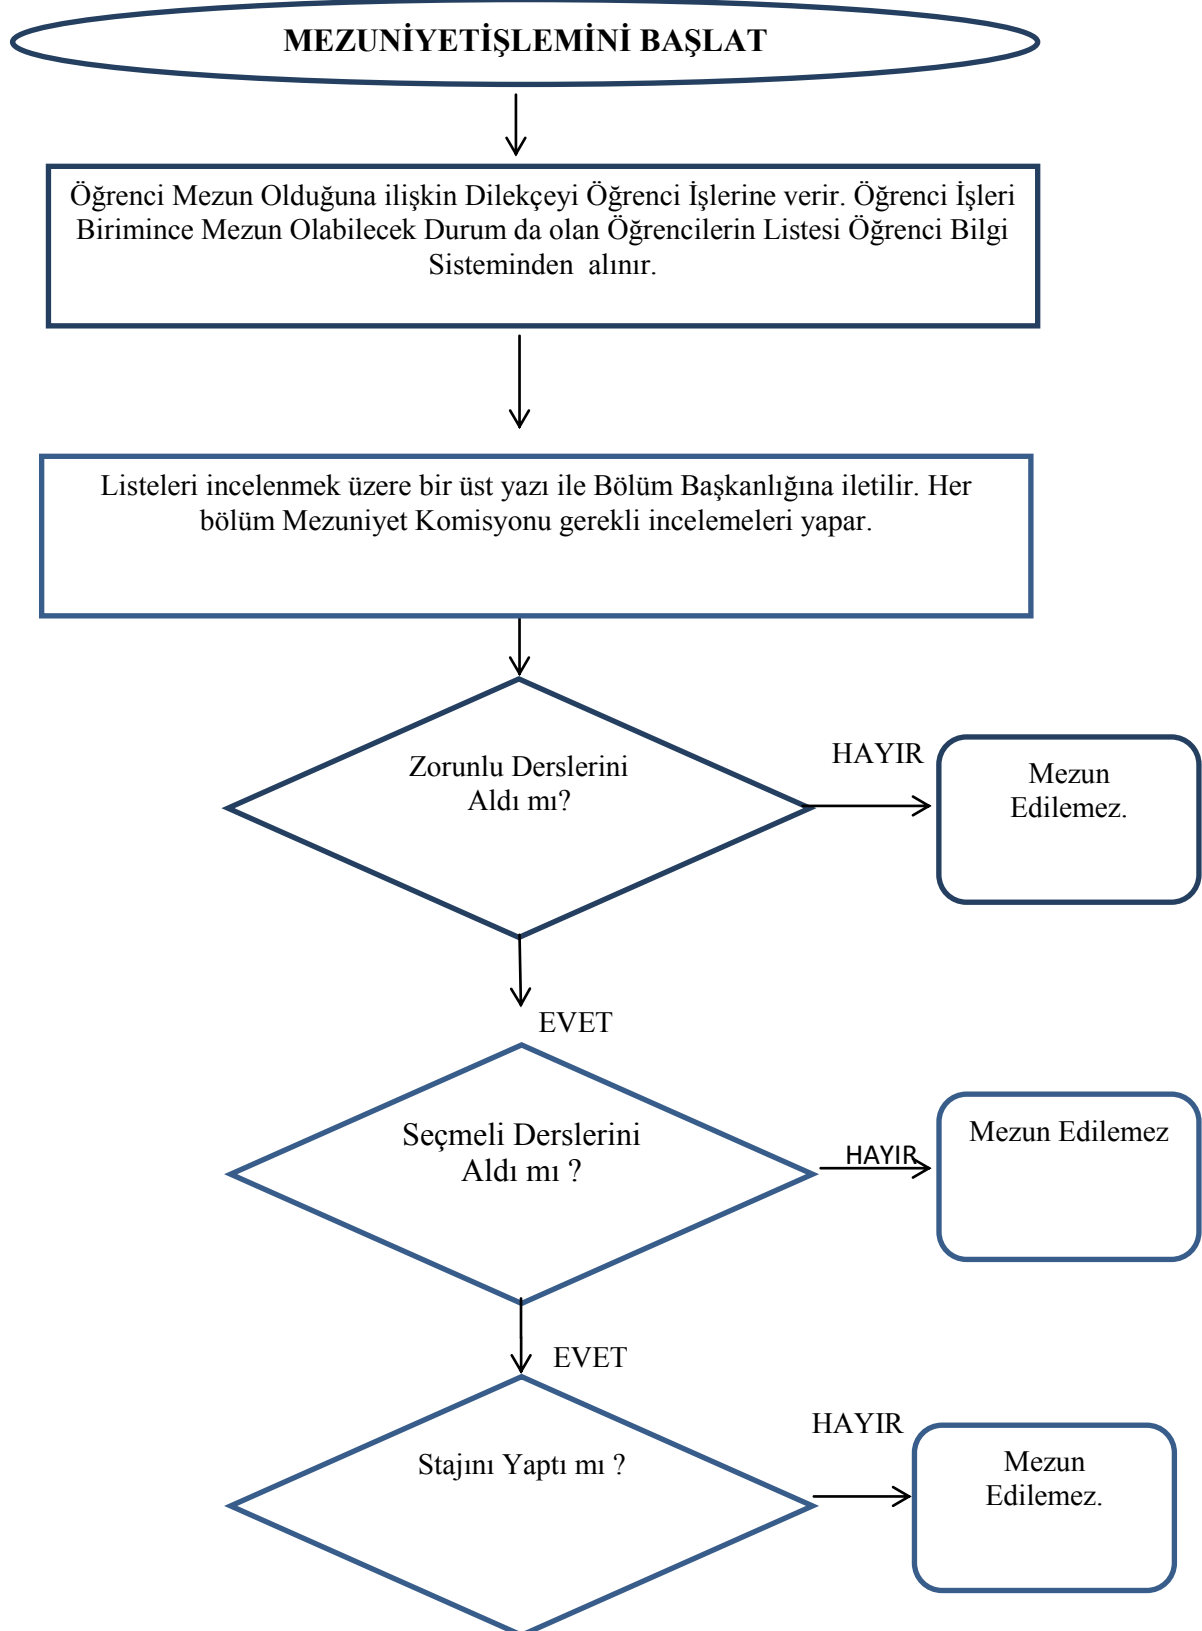 MEZUNİYETİŞLEMİNİ BAŞLAT
Öğrenci Mezun Olduğuna ilişkin Dilekçeyi Öğrenci İşlerine verir. Öğrenci İşleri
Birimince Mezun Olabilecek Durum da olan Öğrencilerin Listesi Öğrenci Bilgi
Sisteminden alınır.
Listeleri incelenmek üzere bir üst yazı ile Bölüm Başkanlığına iletilir. Her
bölüm Mezuniyet Komisyonu gerekli incelemeleri yapar.
Zorunlu Derslerini
Aldı mı?
HAYIR
Mezun
Edilemez.
EVET
Seçmeli Derslerini
Aldı mı ?
HAYIR
Mezun Edilemez
EVET
Stajını Yaptı mı ?
HAYIR
Mezun
Edilemez.